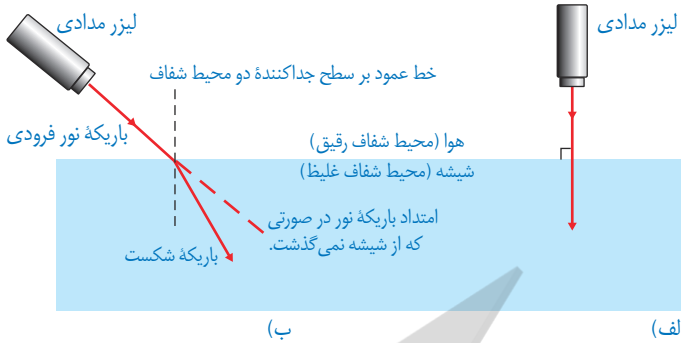 لیزر مدادی
لیزر مدادی
خط عمود بر سطح جداکنندهٔ دو محیط شفاف
باریکهٔ نور فرودی
هوا (محیط شفاف رقیق)
شیشه (محیط شفاف غلیظ)
امتداد باریکهٔ نور در صورتی
که از شیشه نمی‌گذشت.
باریکهٔ شکست
لف)
ب)